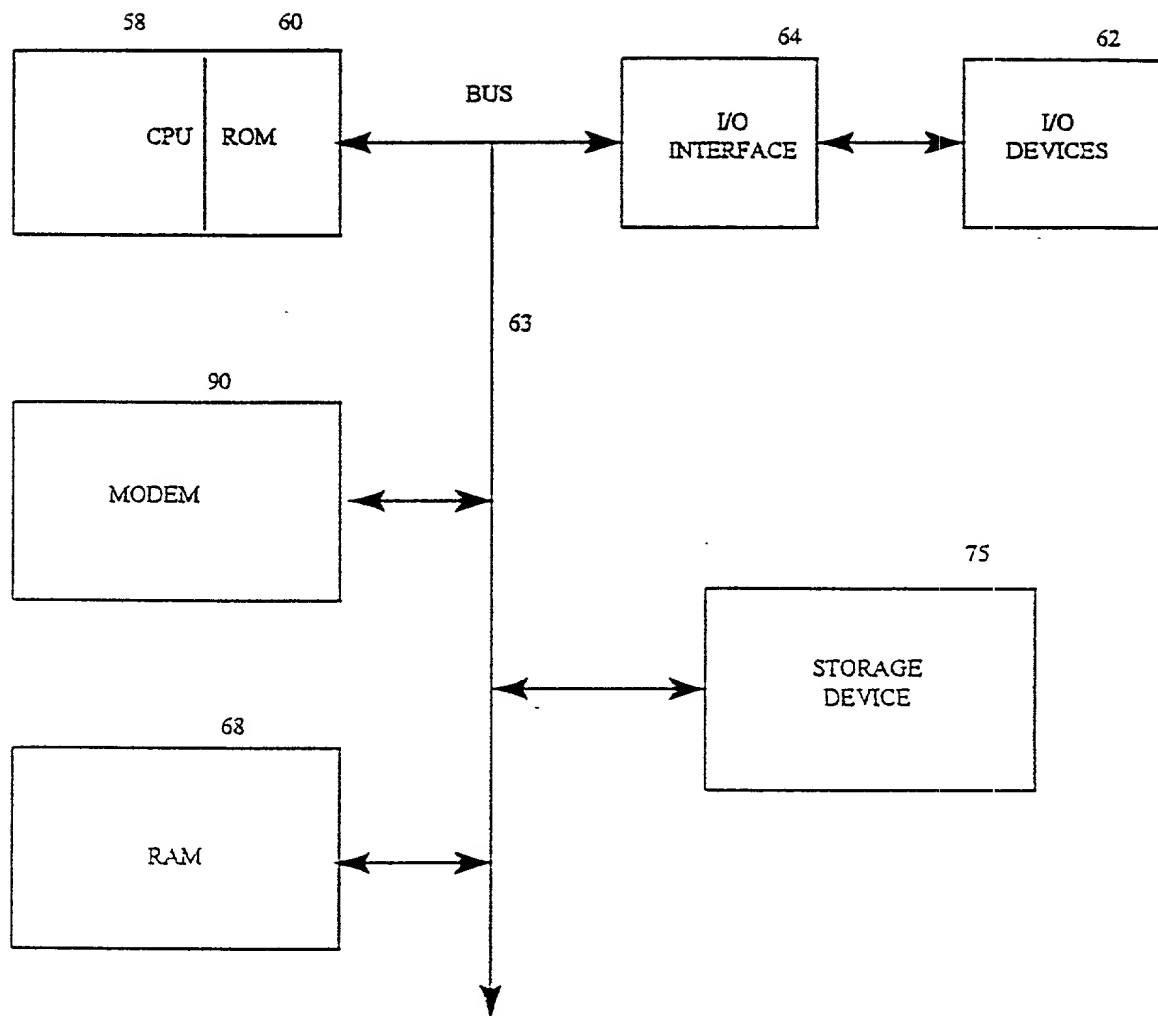 58
60
64
62
BUS
CPU
ROM
I/O
INTERFACE
I/O
DEVICES
63
90
MODEM
75
STORAGE
DEVICE
68
RAM